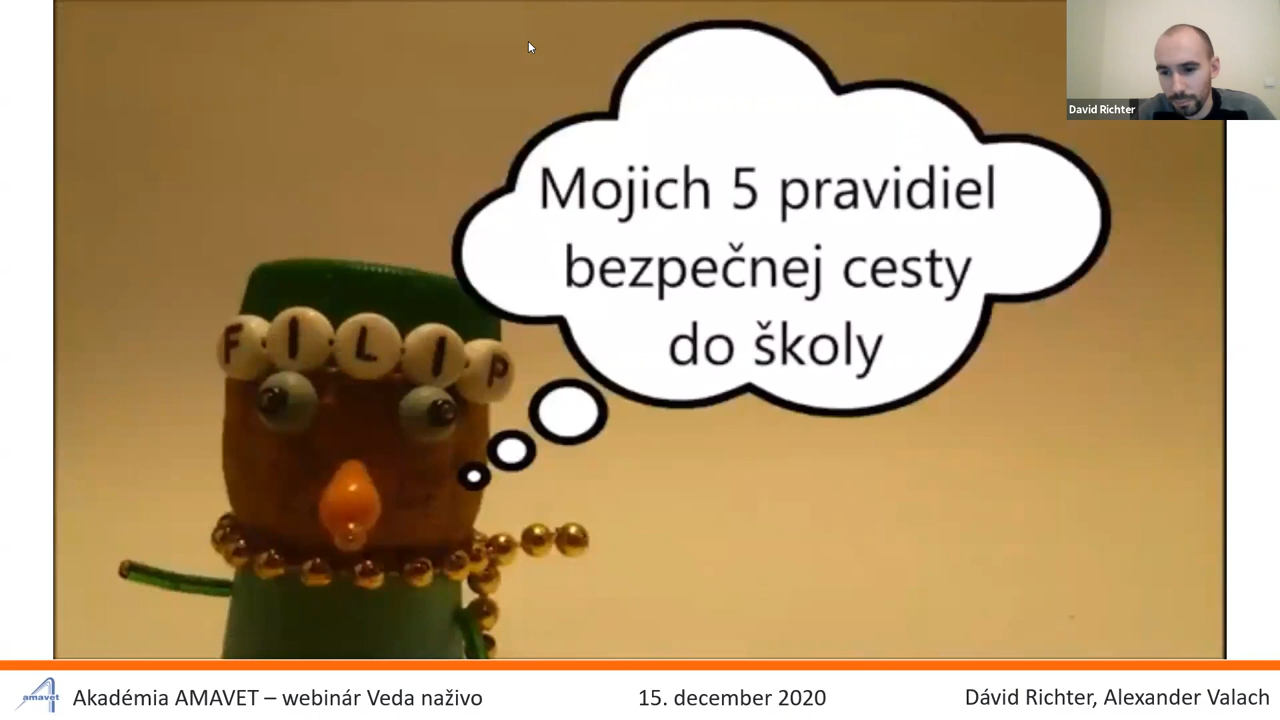 David Richter
Mojich 5 pravidiel
bezpečnej cesty
do školy
FILIP
amavet
Akadémia AMAVET – webinár Veda naživo
15. december 2020
Dávid Richter, Alexander Valach